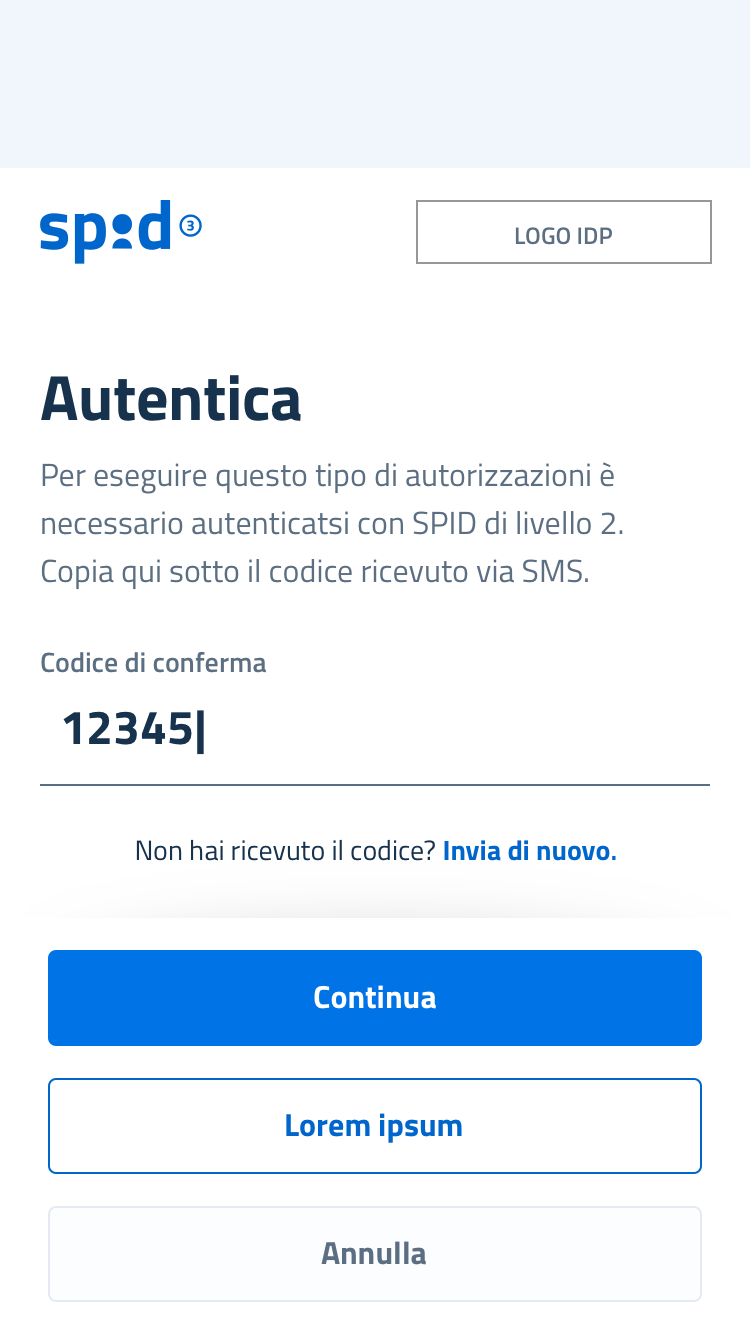 spid 3
LOGO IDP
Autentica
Per eseguire questo tipo di autorizzazioni è
necessario autenticatsi con SPID di livello 2.
Copia qui sotto il codice ricevuto via SMS.
Codice di conferma
12345|
Non hai ricevuto il codice? Invia di nuovo.
Continua
Lorem ipsum
Annulla